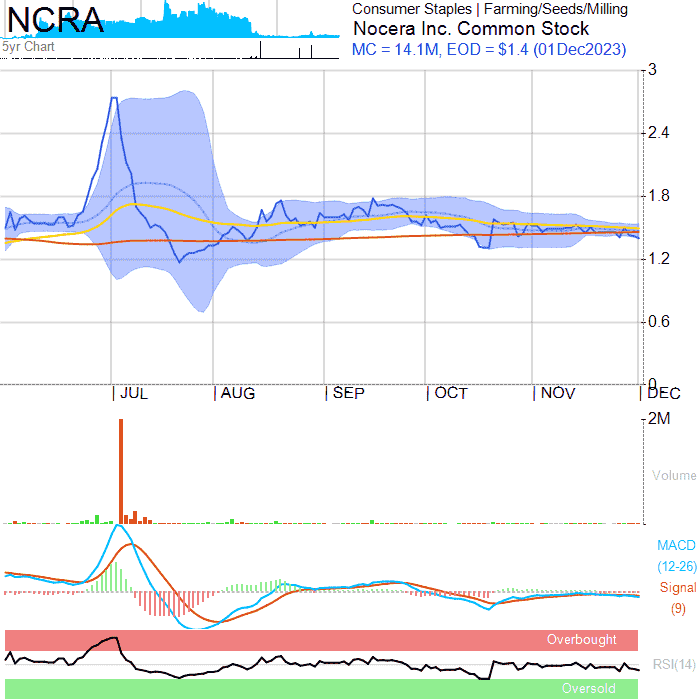 NCRA
Consumer Staples | Farming/Seeds/Milling
Nocera Inc. Common Stock
5yr Chart
MC = 14.1M, EOD = $1.4 (01Dec2023)
3
2.4
1.8
1.2
0.6
0
JUL AUG SEP OCT NOV DEC
2M
Volume
MACD
(12-26)
Signal
(9)
Overbought
RSI(14)
Oversold